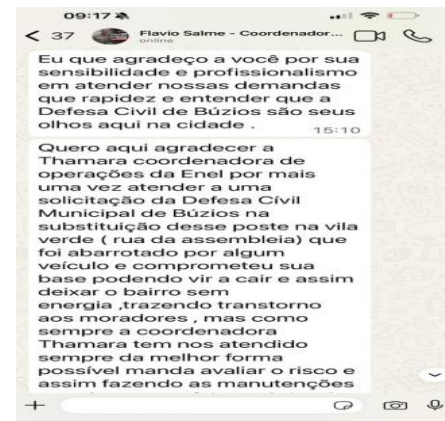 09:17
37
Flavio Salme - Coordenador...
online
Eu que agradeço a você por sua
sensibilidade e profissionalismo
em atender nossas demandas
que rapidez e entender que a
Defesa Civil de Búzios são seus
olhos aqui na cidade .
15:10
Quero aqui agradecer a
Thamara coordenadora de
operações da Enel por mais
uma vez atender a uma
solicitação da Defesa Cívil
Municipal de Búzios na
substituição desse poste na vila
verde ( rua da assembleia) que
foi abarrotado por algum
veículo e comprometeu sua
base podendo vir a cair e assim
deixar o bairro sem
energia ,trazendo transtorno
aos moradores , mas como
sempre a coordenadora
Thamara tem nos atendido
sempre da melhor forma
possível manda avaliar o risco e
assim fazendo as manutenções